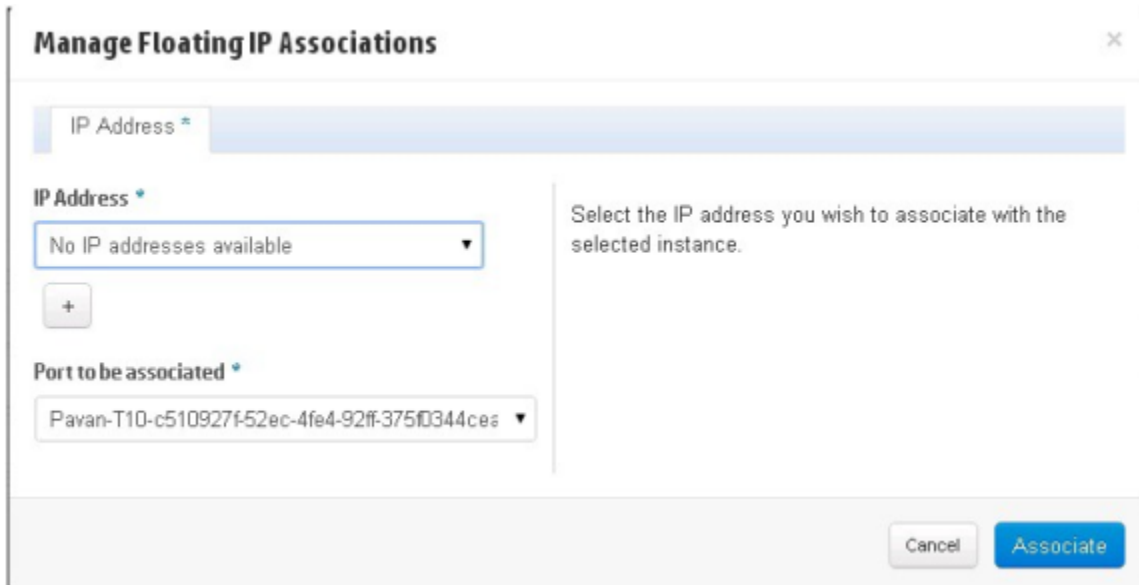 Manage Floating IP Associations
×
IP Address *
IP Address *
No IP addresses available
+
Port to be associated *
Pavan-T10-c510927f-52ec-4fe4-92ff-375f0344cea
Select the IP address you wish to associate with the
selected instance.
Cancel
Associate